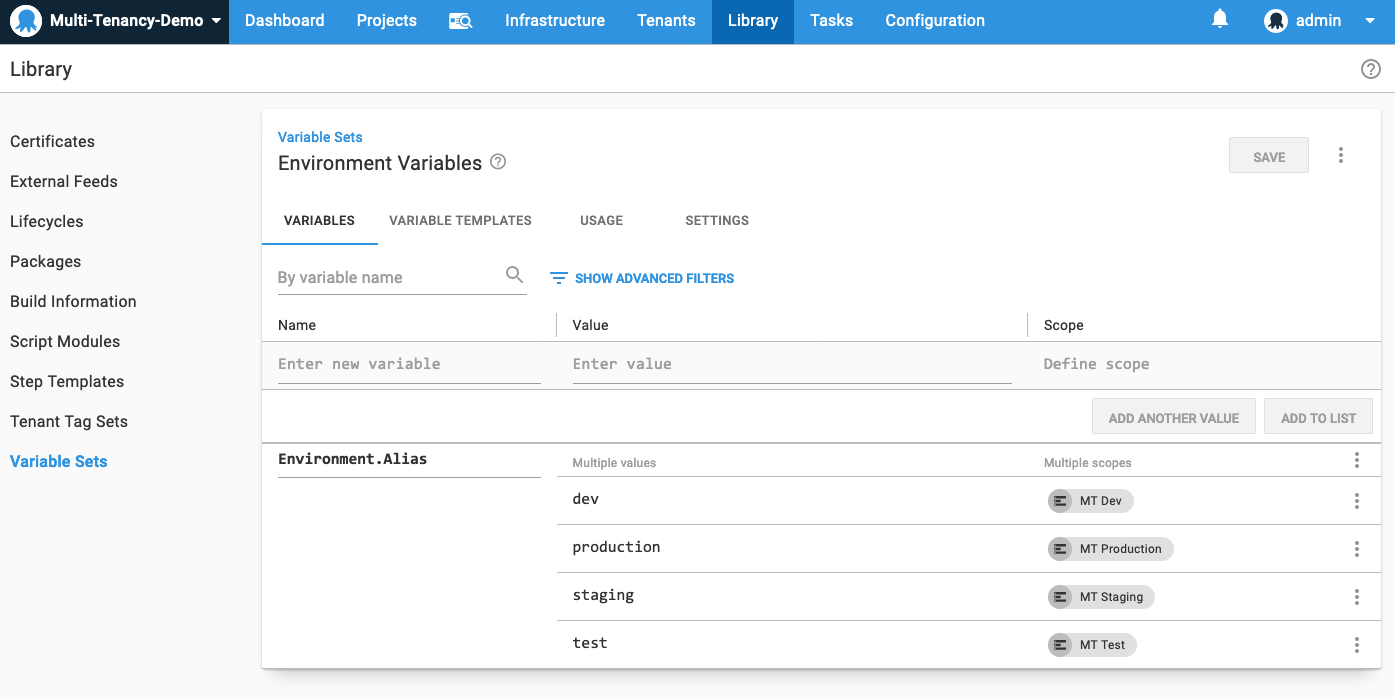 Multi-Tenancy-Demo Dashboard Projects Infrastructure Tenants Library Tasks Configuration admin
Library
Certificates
External Feeds
Lifecycles
Packages
Build Information
Script Modules
Step Templates
Tenant Tag Sets
Variable Sets
Variable Sets
Environment Variables
SAVE
VARIABLES VARIABLE TEMPLATES USAGE SETTINGS
By variable name SHOW ADVANCED FILTERS
Name Value Scope
Enter new variable Enter value Define scope
ADD ANOTHER VALUE ADD TO LIST
Environment.Alias Multiple values Multiple scopes
dev MT Dev
production MT Production
staging MT Staging
test MT Test